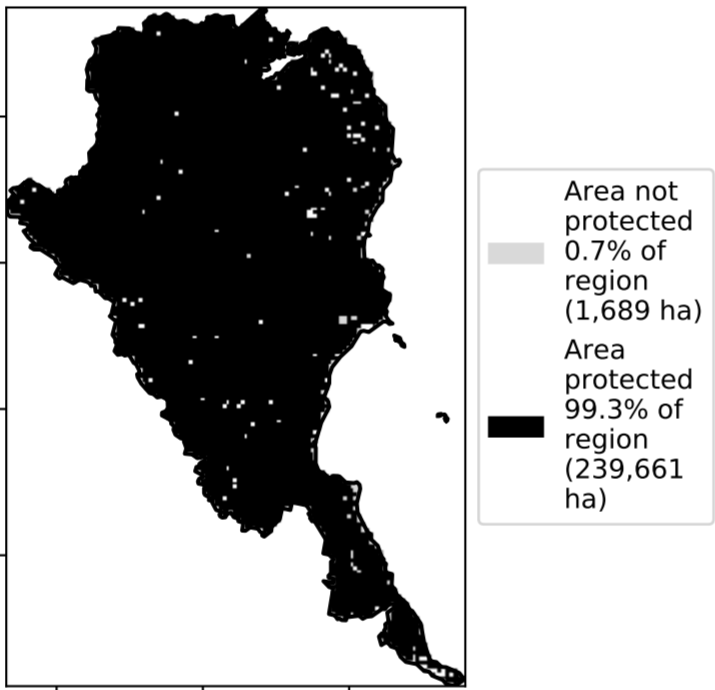 Area not
protected
0.7% of
region
(1,689 ha)
Area
protected
99.3% of
region
(239,661
ha)